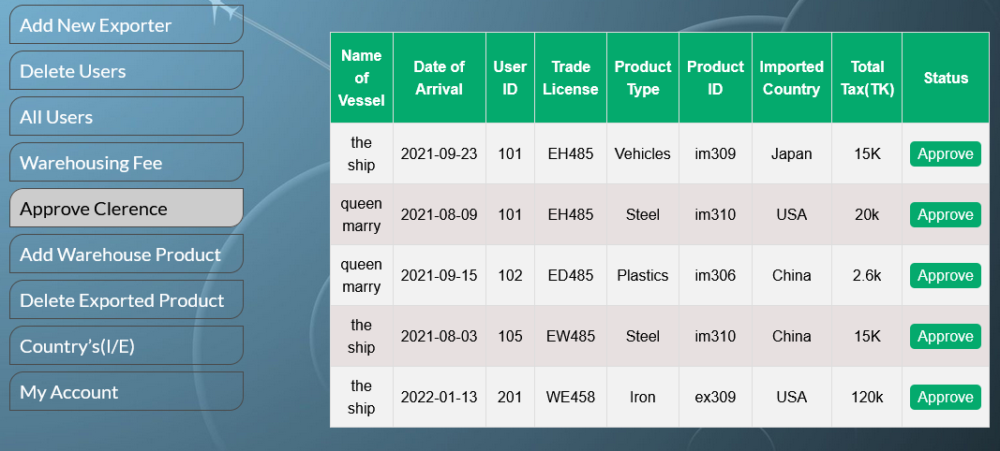 Add New Exporter
Delete Users
All Users
Warehousing Fee
Approve Clerence
Add Warehouse Product
Delete Exported Product
Country's(I/E)
My Account
Name of Vessel Date of Arrival User ID Trade License Product Type Product ID Imported Country Total Tax(TK) Status
the ship 2021-09-23 101 EH485 Vehicles im309 Japan 15K Approve
queen marry 2021-08-09 101 EH485 Steel im310 USA 20k Approve
queen marry 2021-09-15 102 ED485 Plastics im306 China 2.6k Approve
the ship 2021-08-03 105 EW485 Steel im310 China 15K Approve
the ship 2022-01-13 201 WE458 Iron ex309 USA 120k Approve